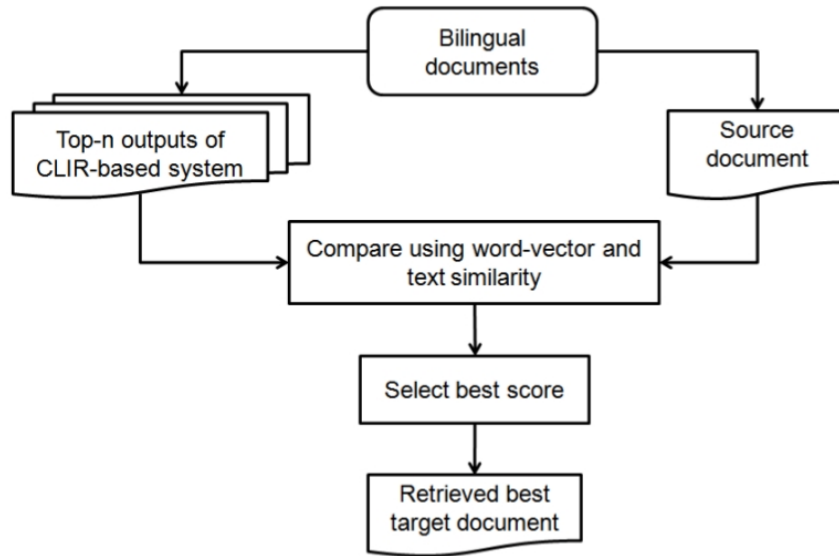 Bilingual
documents
Top-n outputs of
CLIR-based system
Source
document
Compare using word-vector and
text similarity
Select best score
Retrieved best
target document